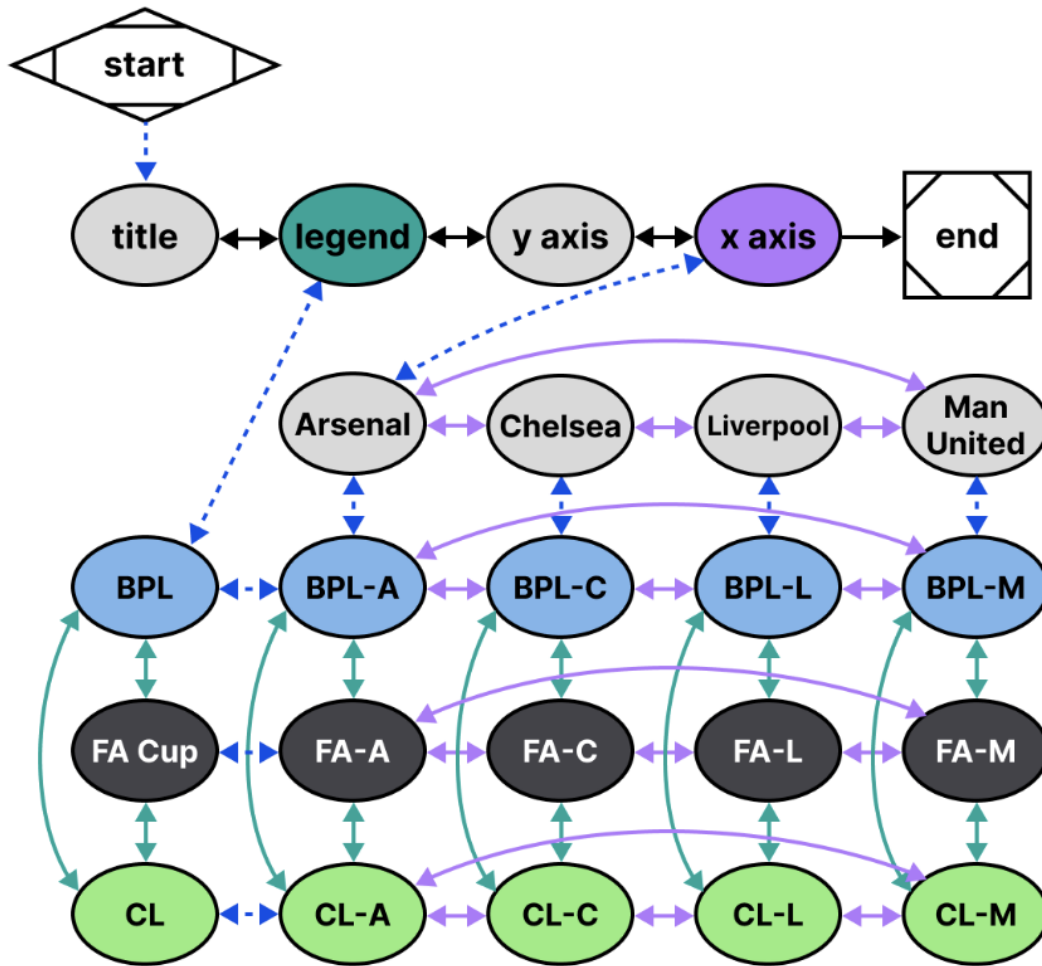 start
title
legend
y axis
x axis
end
Arsenal
Chelsea
Liverpool
Man
United
BPL
BPL-A
BPL-C
BPL-L
BPL-M
FA Cup
FA-A
FA-C
FA-L
FA-M
CL
CL-A
CL-C
CL-L
CL-M